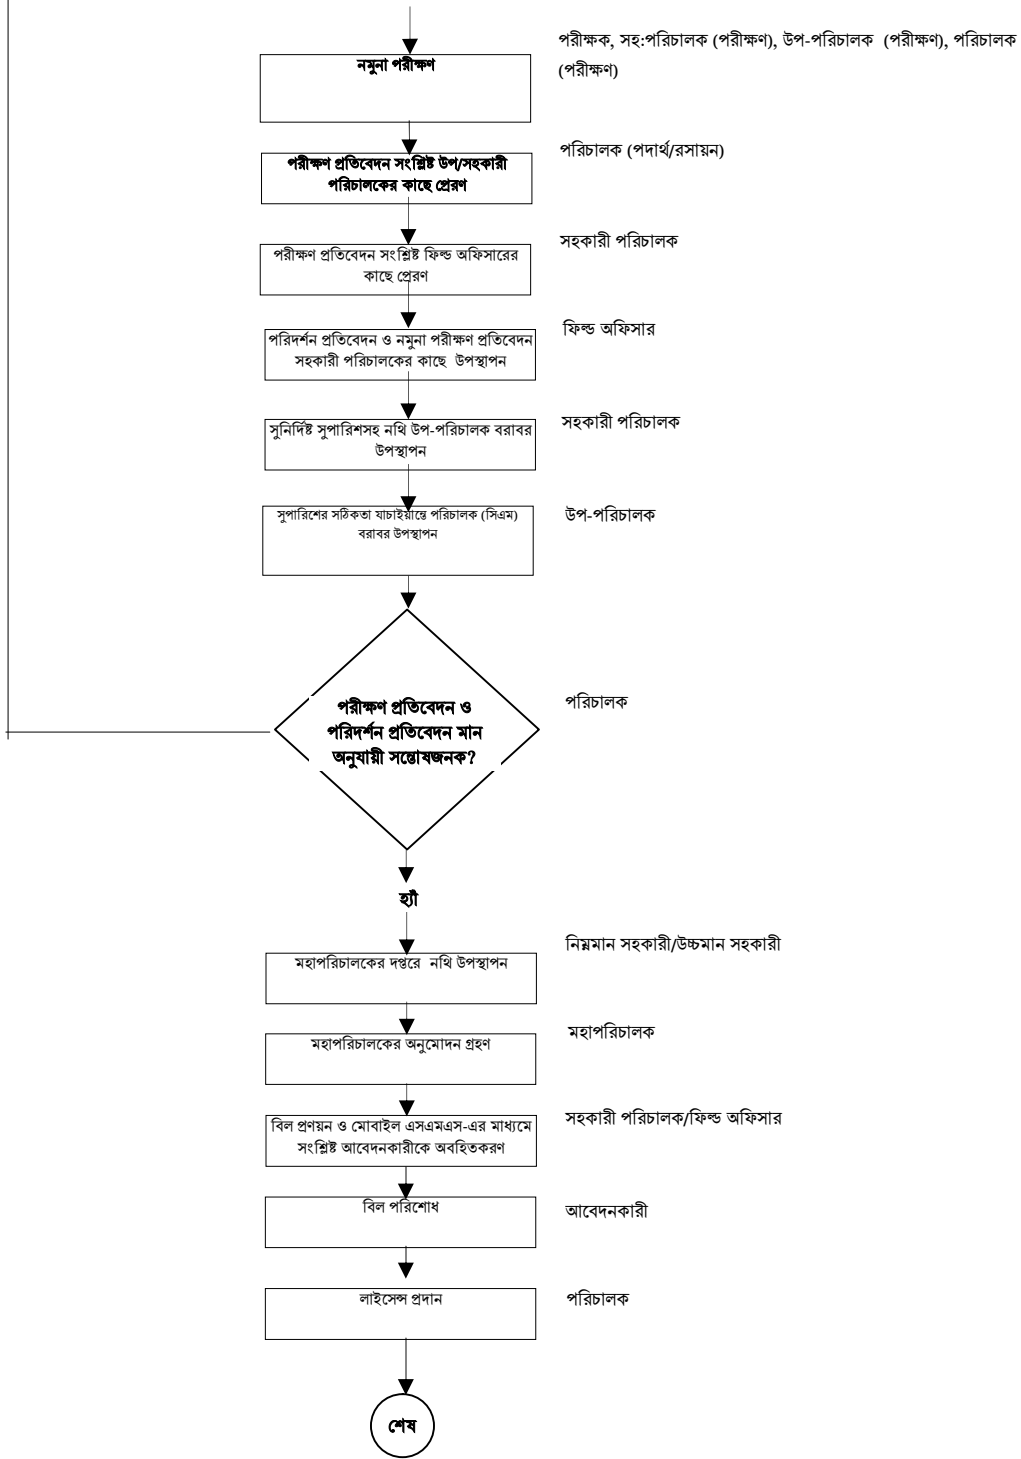 পরীক্ষক, সহ:পরিচালক (পরীক্ষণ), উপ-পরিচালক (পরীক্ষণ), পরিচালক
(পরীক্ষণ)
নমুনা পরীক্ষণ
পরিচালক (পদার্থ/রসায়ন)
পরীক্ষণ প্রতিবেদন সংশ্লিষ্ট উপ/সহকারী
পরিচালকের কাছে প্রেরণ
সহকারী পরিচালক
পরীক্ষণ প্রতিবেদন সংশ্লিষ্ট ফিল্ড অফিসারের
কাছে প্রেরণ
ফিল্ড অফিসার
পরিদর্শন প্রতিবেদন ও নমুনা পরীক্ষণ প্রতিবেদন
সহকারী পরিচালকের কাছে উপস্থাপন
সহকারী পরিচালক
সুনির্দিষ্ট সুপারিশসহ নথি উপ-পরিচালক বরাবর
উপস্থাপন
উপ-পরিচালক
সুপারিশের সঠিকতা যাচাইয়ান্তে পরিচালক (সিএম)
বরাবর উপস্থাপন
পরিচালক
পরীক্ষণ প্রতিবেদন ও
পরিদর্শন প্রতিবেদন মান
অনুযায়ী সন্তোষজনক?
হ্যাঁ
নিম্নমান সহকারী/উচ্চমান সহকারী
মহাপরিচালকের দপ্তরে নথি উপস্থাপন
মহাপরিচালক
মহাপরিচালকের অনুমোদন গ্রহণ
সহকারী পরিচালক/ফিল্ড অফিসার
বিল প্রণয়ন ও মোবাইল এসএমএস-এর মাধ্যমে
সংশ্লিষ্ট আবেদনকারীকে অবহিতকরণ
আবেদনকারী
বিল পরিশোধ
পরিচালক
লাইসেন্স প্রদান
শেষ